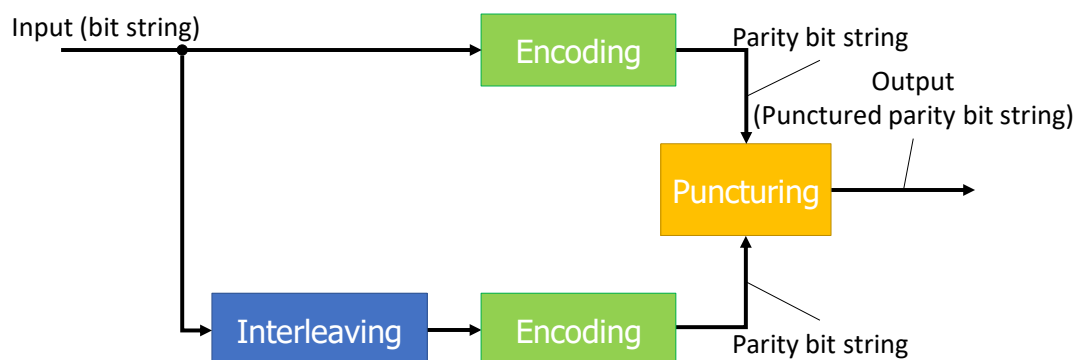 Input (bit string)
Encoding
Parity bit string
Output
(Punctured parity bit string)
Puncturing
Interleaving
Encoding
Parity bit string